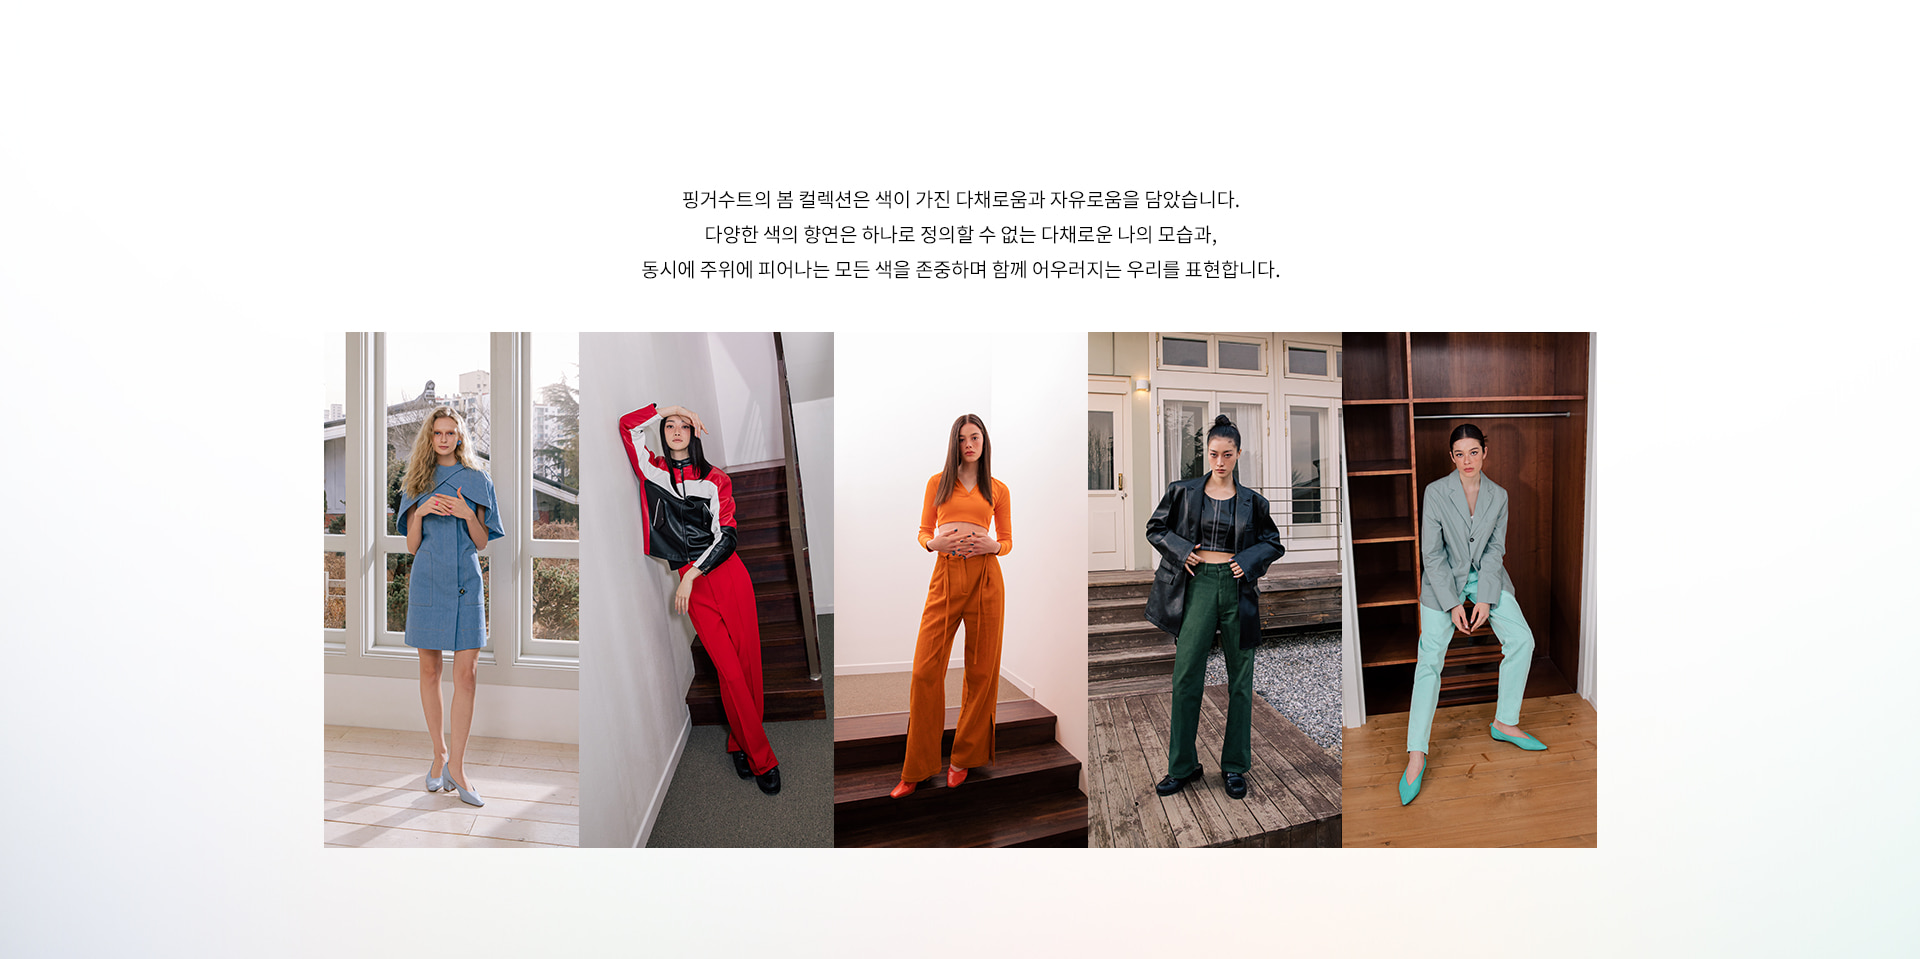 핑거수트의 봄 컬렉션은 색이 가진 다채로움과 자유로움을 담았습니다.
다양한 색의 향연은 하나로 정의할 수 없는 다채로운 나의 모습과,
동시에 주위에 피어나는 모든 색을 존중하며 함께 어우러지는 우리를 표현합니다.